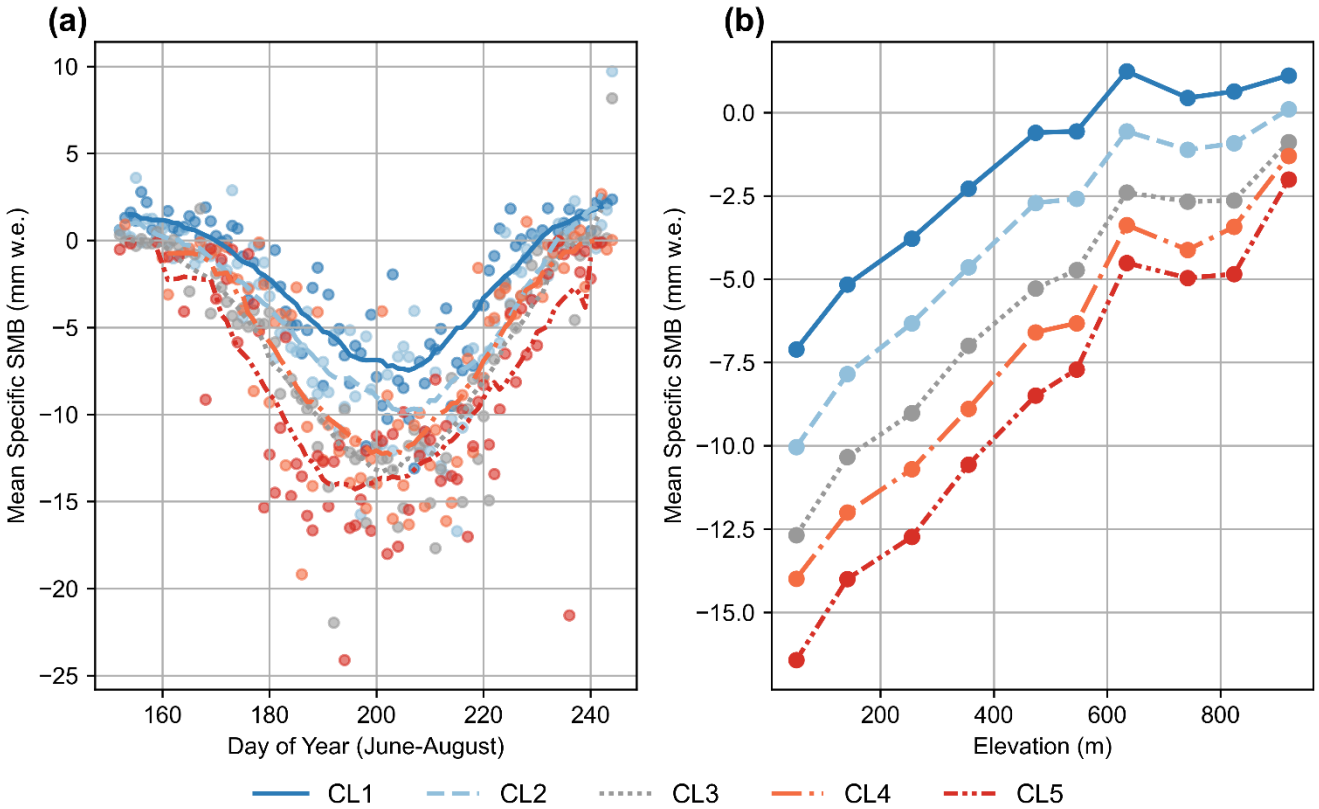 (a)
Mean Specific SMB (mm w.e.)
10
5
0
−5
−10
−15
−20
−25
160 180 200 220 240
Day of Year (June-August)
(b)
Mean Specific SMB (mm w.e.)
0.0
−2.5
−5.0
−7.5
−10.0
−12.5
−15.0
200 400 600 800
Elevation (m)
CL1 CL2 CL3 CL4 CL5